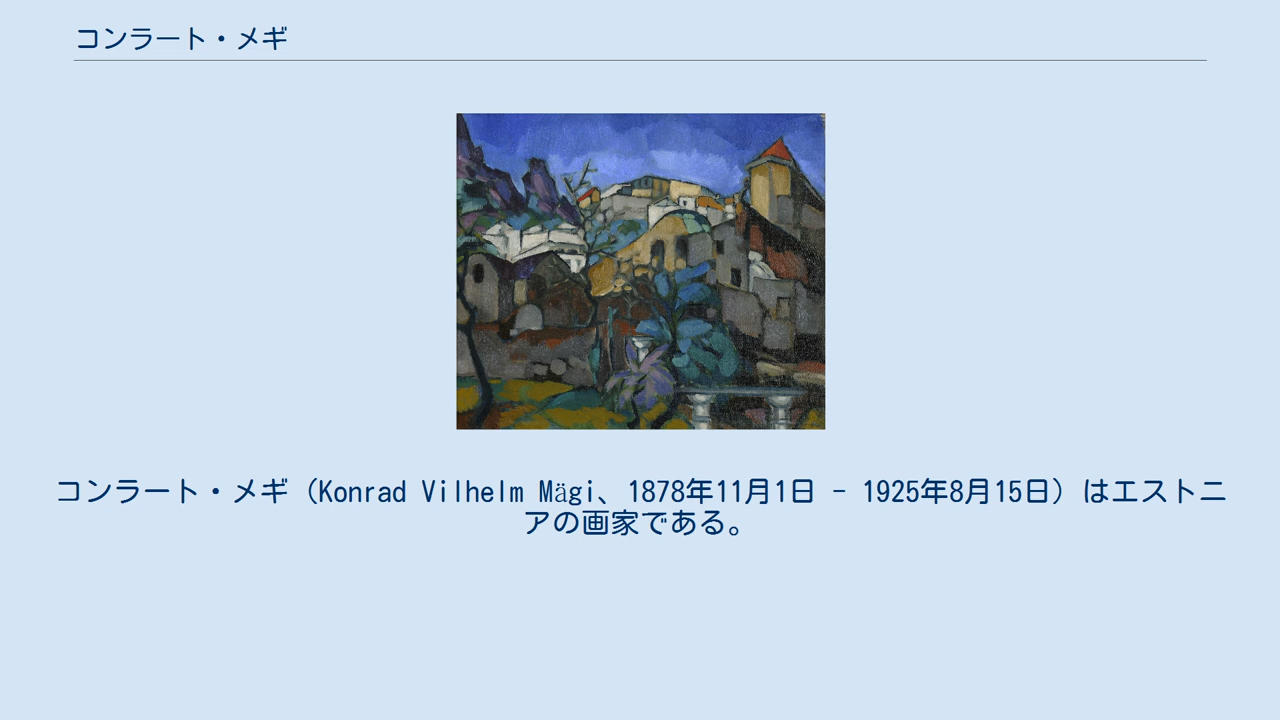 コンラート・メギ
コンラート・メギ（Konrad Vilhelm Mägi、1878年11月1日 - 1925年8月15日）はエストニ
アの画家である。